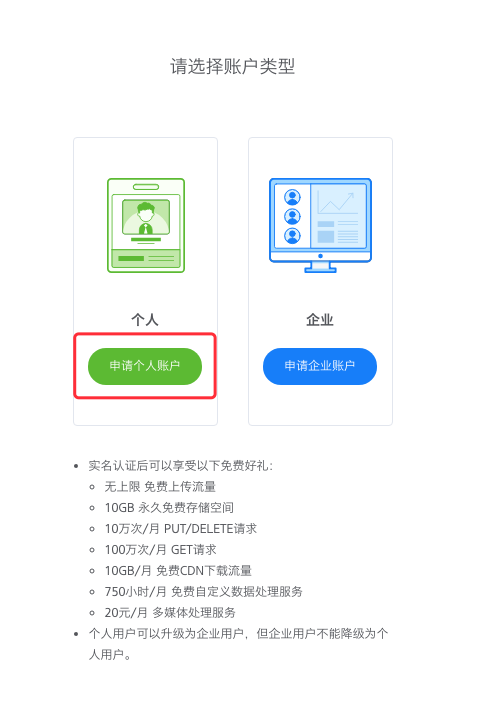 请选择账户类型
个人
企业
申请个人账户
申请企业账户
实名认证后可以享受以下免费好礼：
无上限 免费上传流量
10GB 永久免费存储空间
10万次/月 PUT/DELETE请求
100万次/月 GET请求
10GB/月 免费CDN下载流量
750小时/月 免费自定义数据处理服务
20元/月 多媒体处理服务
个人用户可以升级为企业用户，但企业用户不能降级为个
人用户。